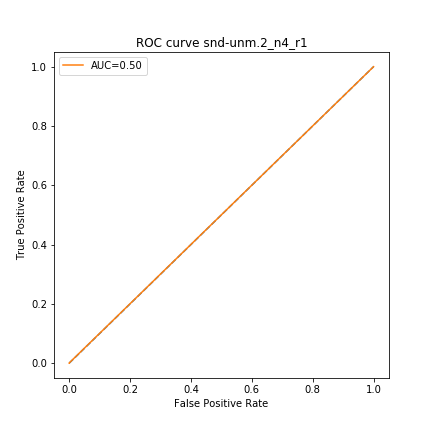 ROC curve snd-unm.2_n4_r1
AUC=0.50
True Positive Rate
1.0
0.8
0.6
0.4
0.2
0.0
0.0 0.2 0.4 0.6 0.8 1.0
False Positive Rate